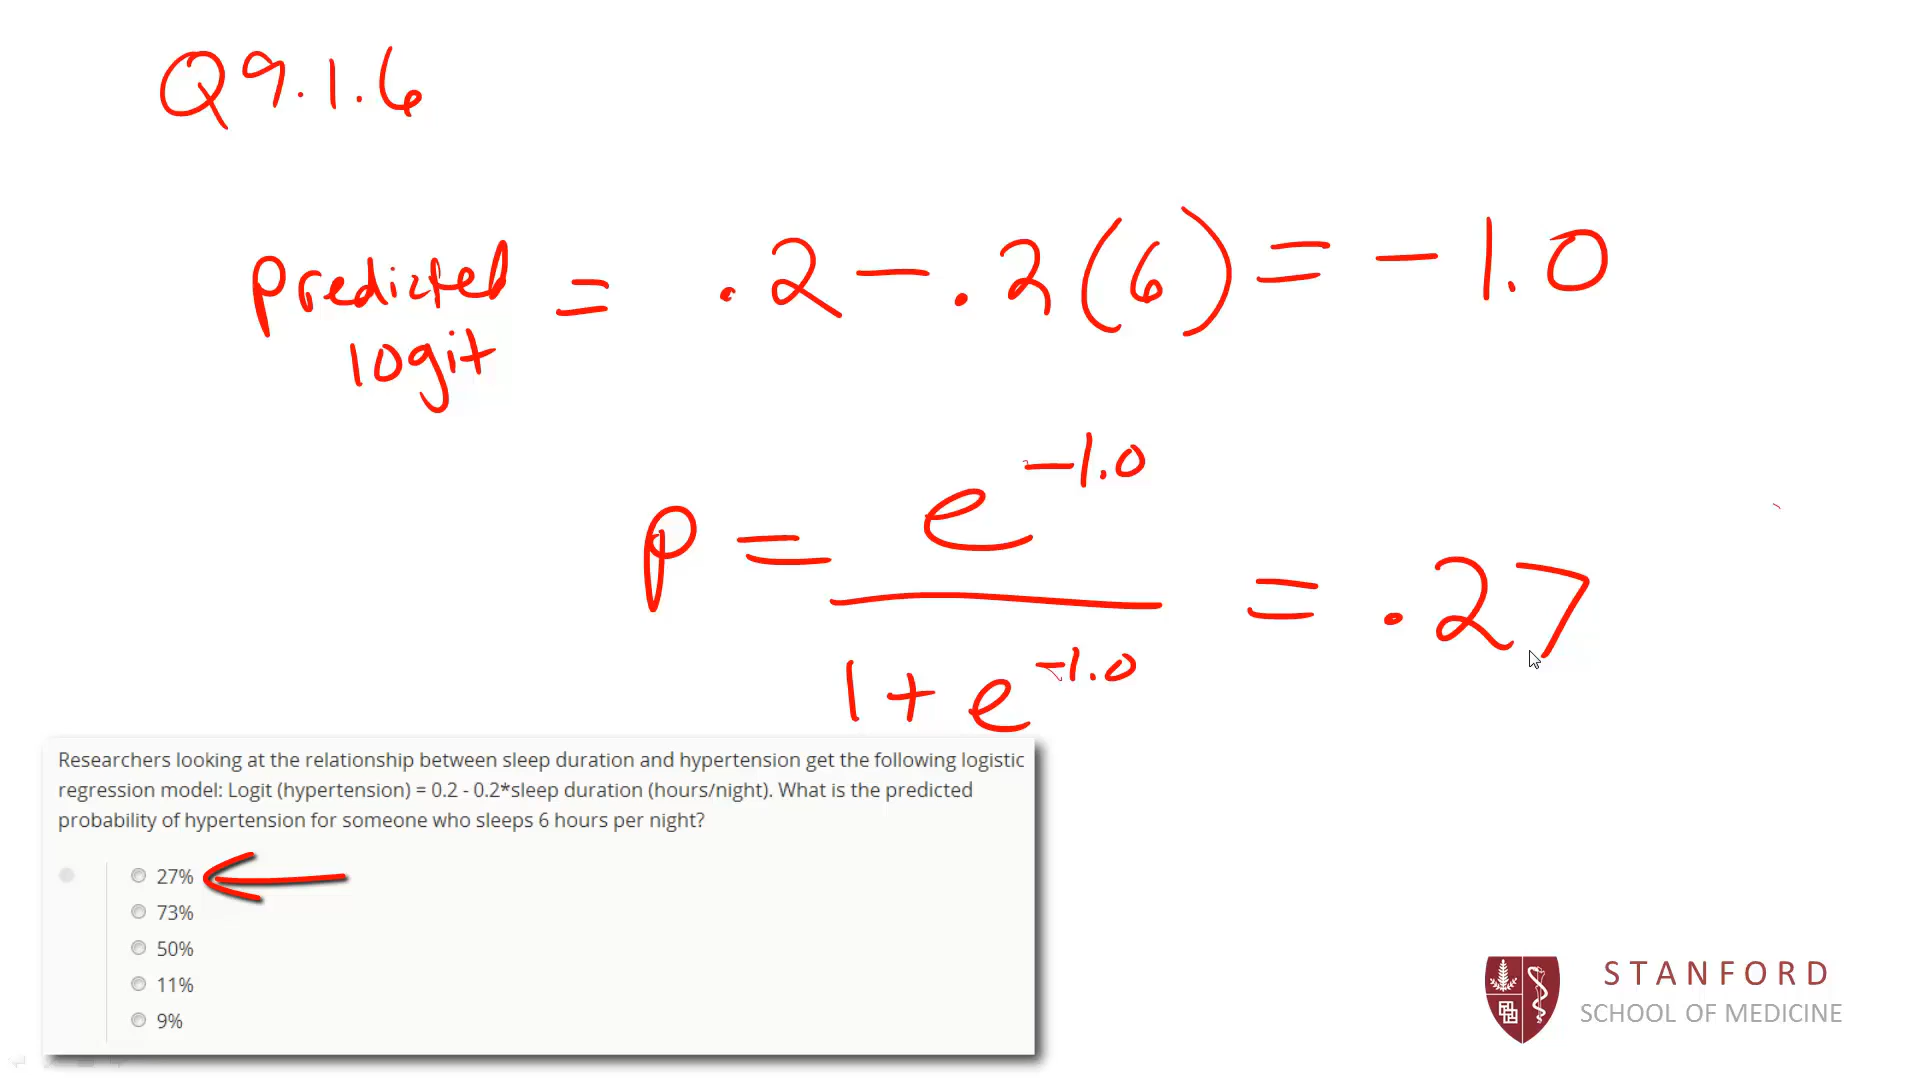 Q9.1.6
predicted logit = .2 - .2(6) = -1.0
p = e^-1.0 / 1 + e^-1.0 = .27
Researchers looking at the relationship between sleep duration and hypertension get the following logistic
regression model: Logit (hypertension) = 0.2 - 0.2*sleep duration (hours/night). What is the predicted
probability of hypertension for someone who sleeps 6 hours per night?
27%
73%
50%
11%
9%
STANFORD
SCHOOL OF MEDICINE